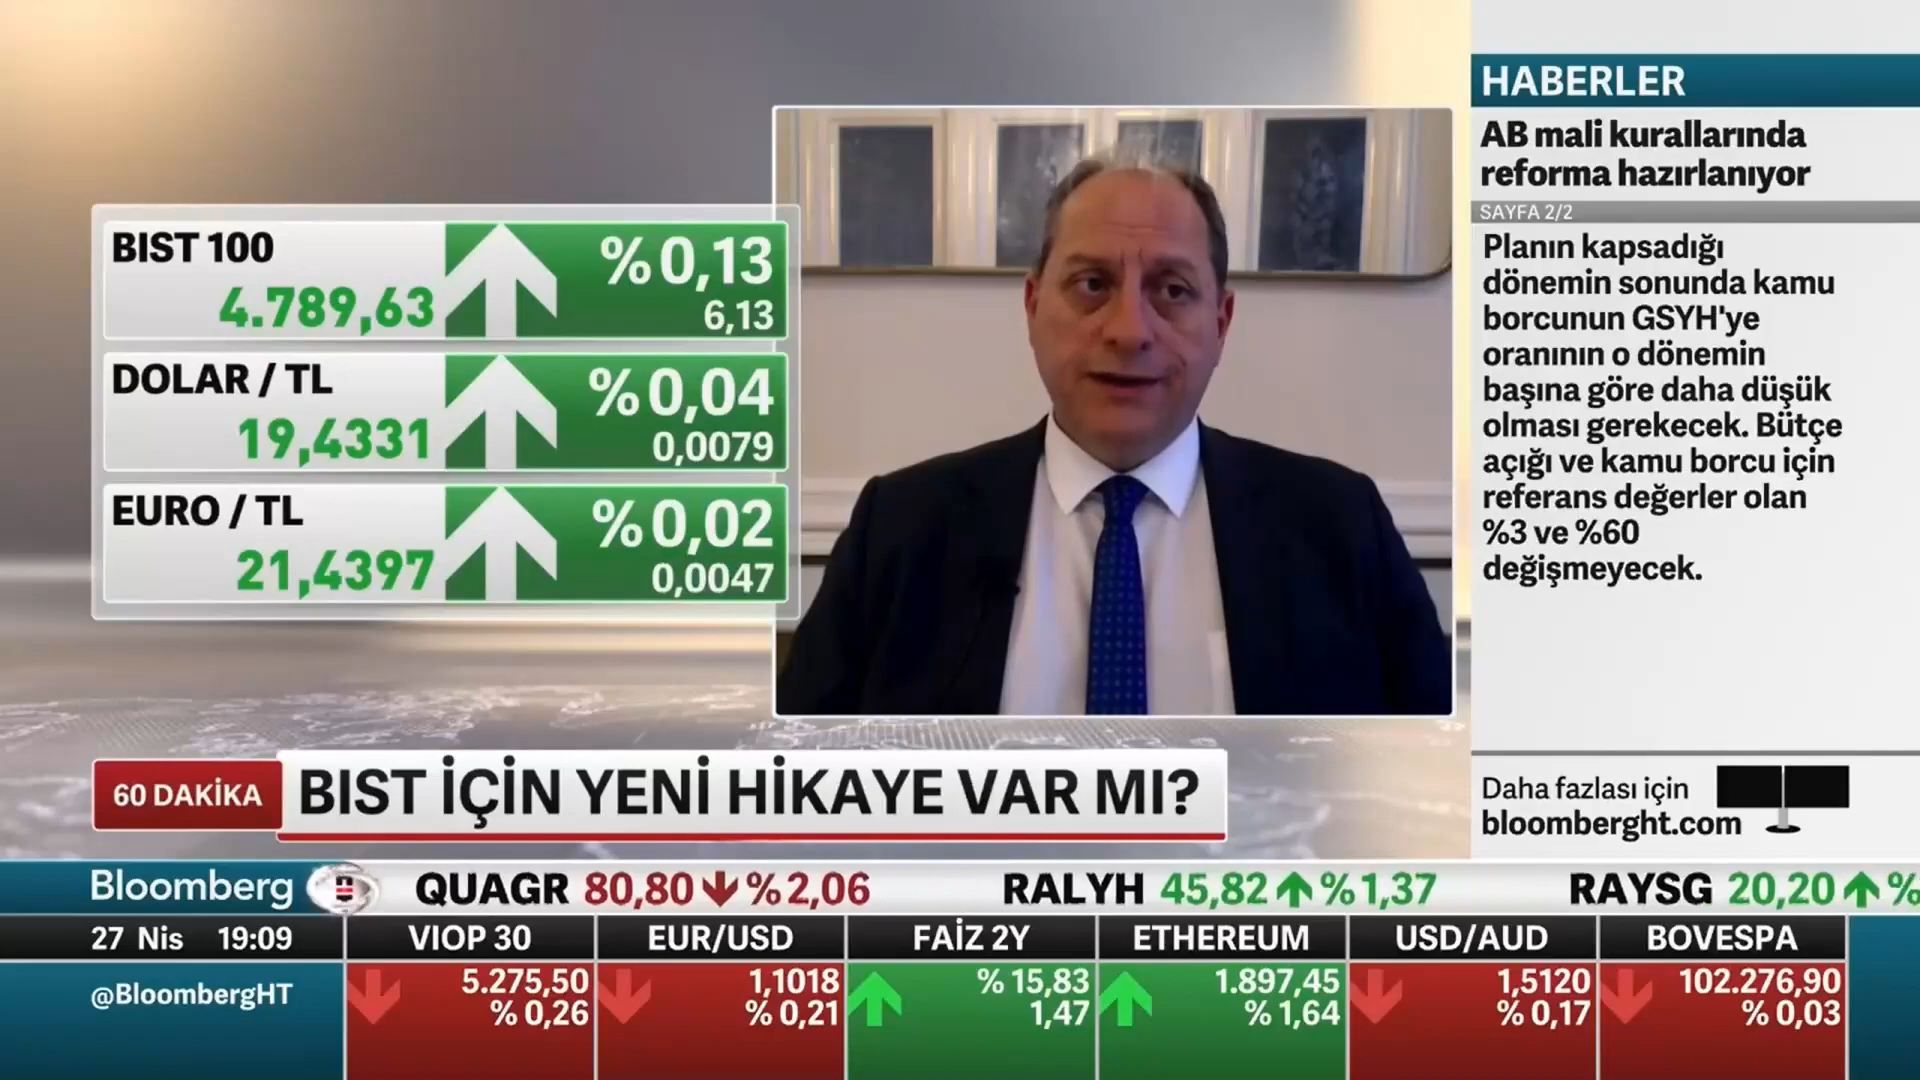 BIST 100
4.789,63
% 0,13
6,13
DOLAR / TL
19,4331
% 0,04
0,0079
EURO / TL
21,4397
% 0,02
0,0047
HABERLER
AB mali kurallarında
reforma hazırlanıyor
SAYFA 2/2
Planın kapsadığı
dönemin sonunda kamu
borcunun GSYH'ye
oranının o dönemin
başına göre daha düşük
olması gerekecek. Bütçe
açığı ve kamu borcu için
referans değerler olan
%3 ve %60
değişmeyecek.
Daha fazlası için
bloomberght.com
60 DAKİKA
BIST İÇİN YENİ HİKAYE VAR MI?
Bloomberg
QUAGR 80,80 % 2,06 RALYH 45,82 % 1,37 RAYSG 20,20 %
27 Nis 19:09
@BloombergHT
VIOP 30
5.275,50
% 0,26
EUR/USD
1,1018
% 0,21
FAİZ 2Y
% 15,83
1,47
ETHEREUM
1.897,45
% 1,64
USD/AUD
1,5120
% 0,17
BOVESPA
102.276,90
% 0,03